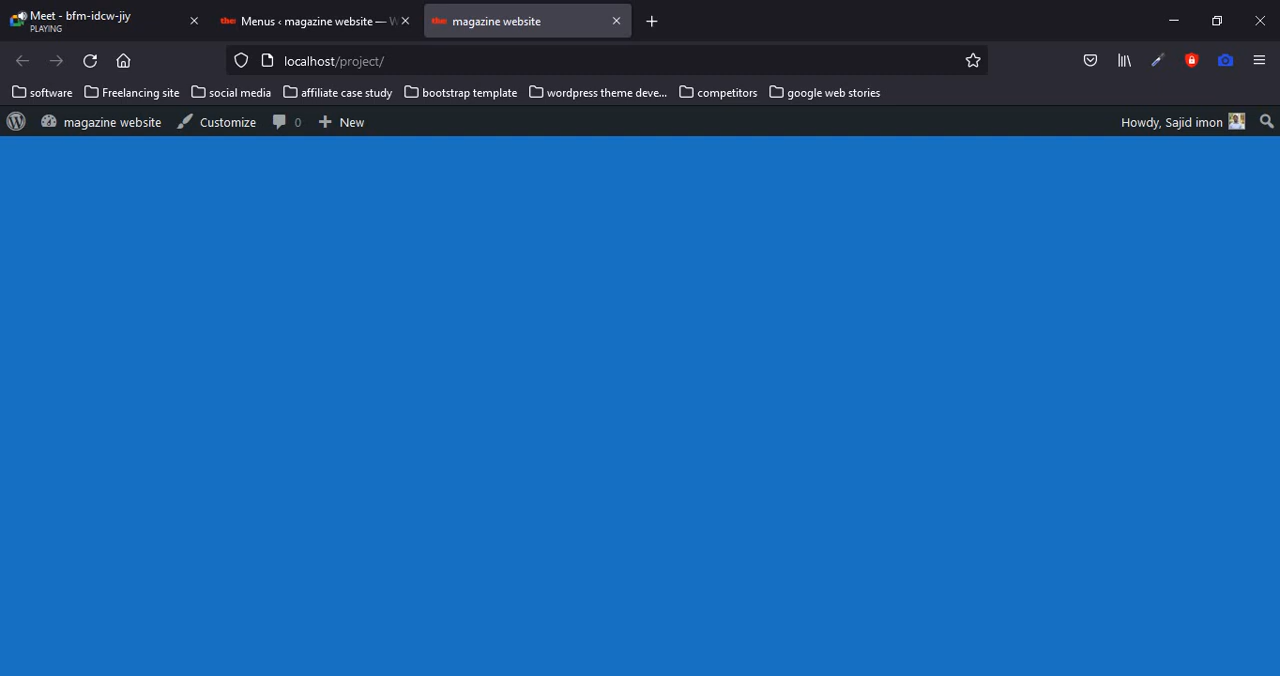 Meet - bfm-idcw-jiy
PLAYING
Menus ‹ magazine website — W
magazine website
localhost/project/
software
Freelancing site
social media
affiliate case study
bootstrap template
wordpress theme deve...
competitors
google web stories
magazine website
Customize
0
New
Howdy, Sajid imon